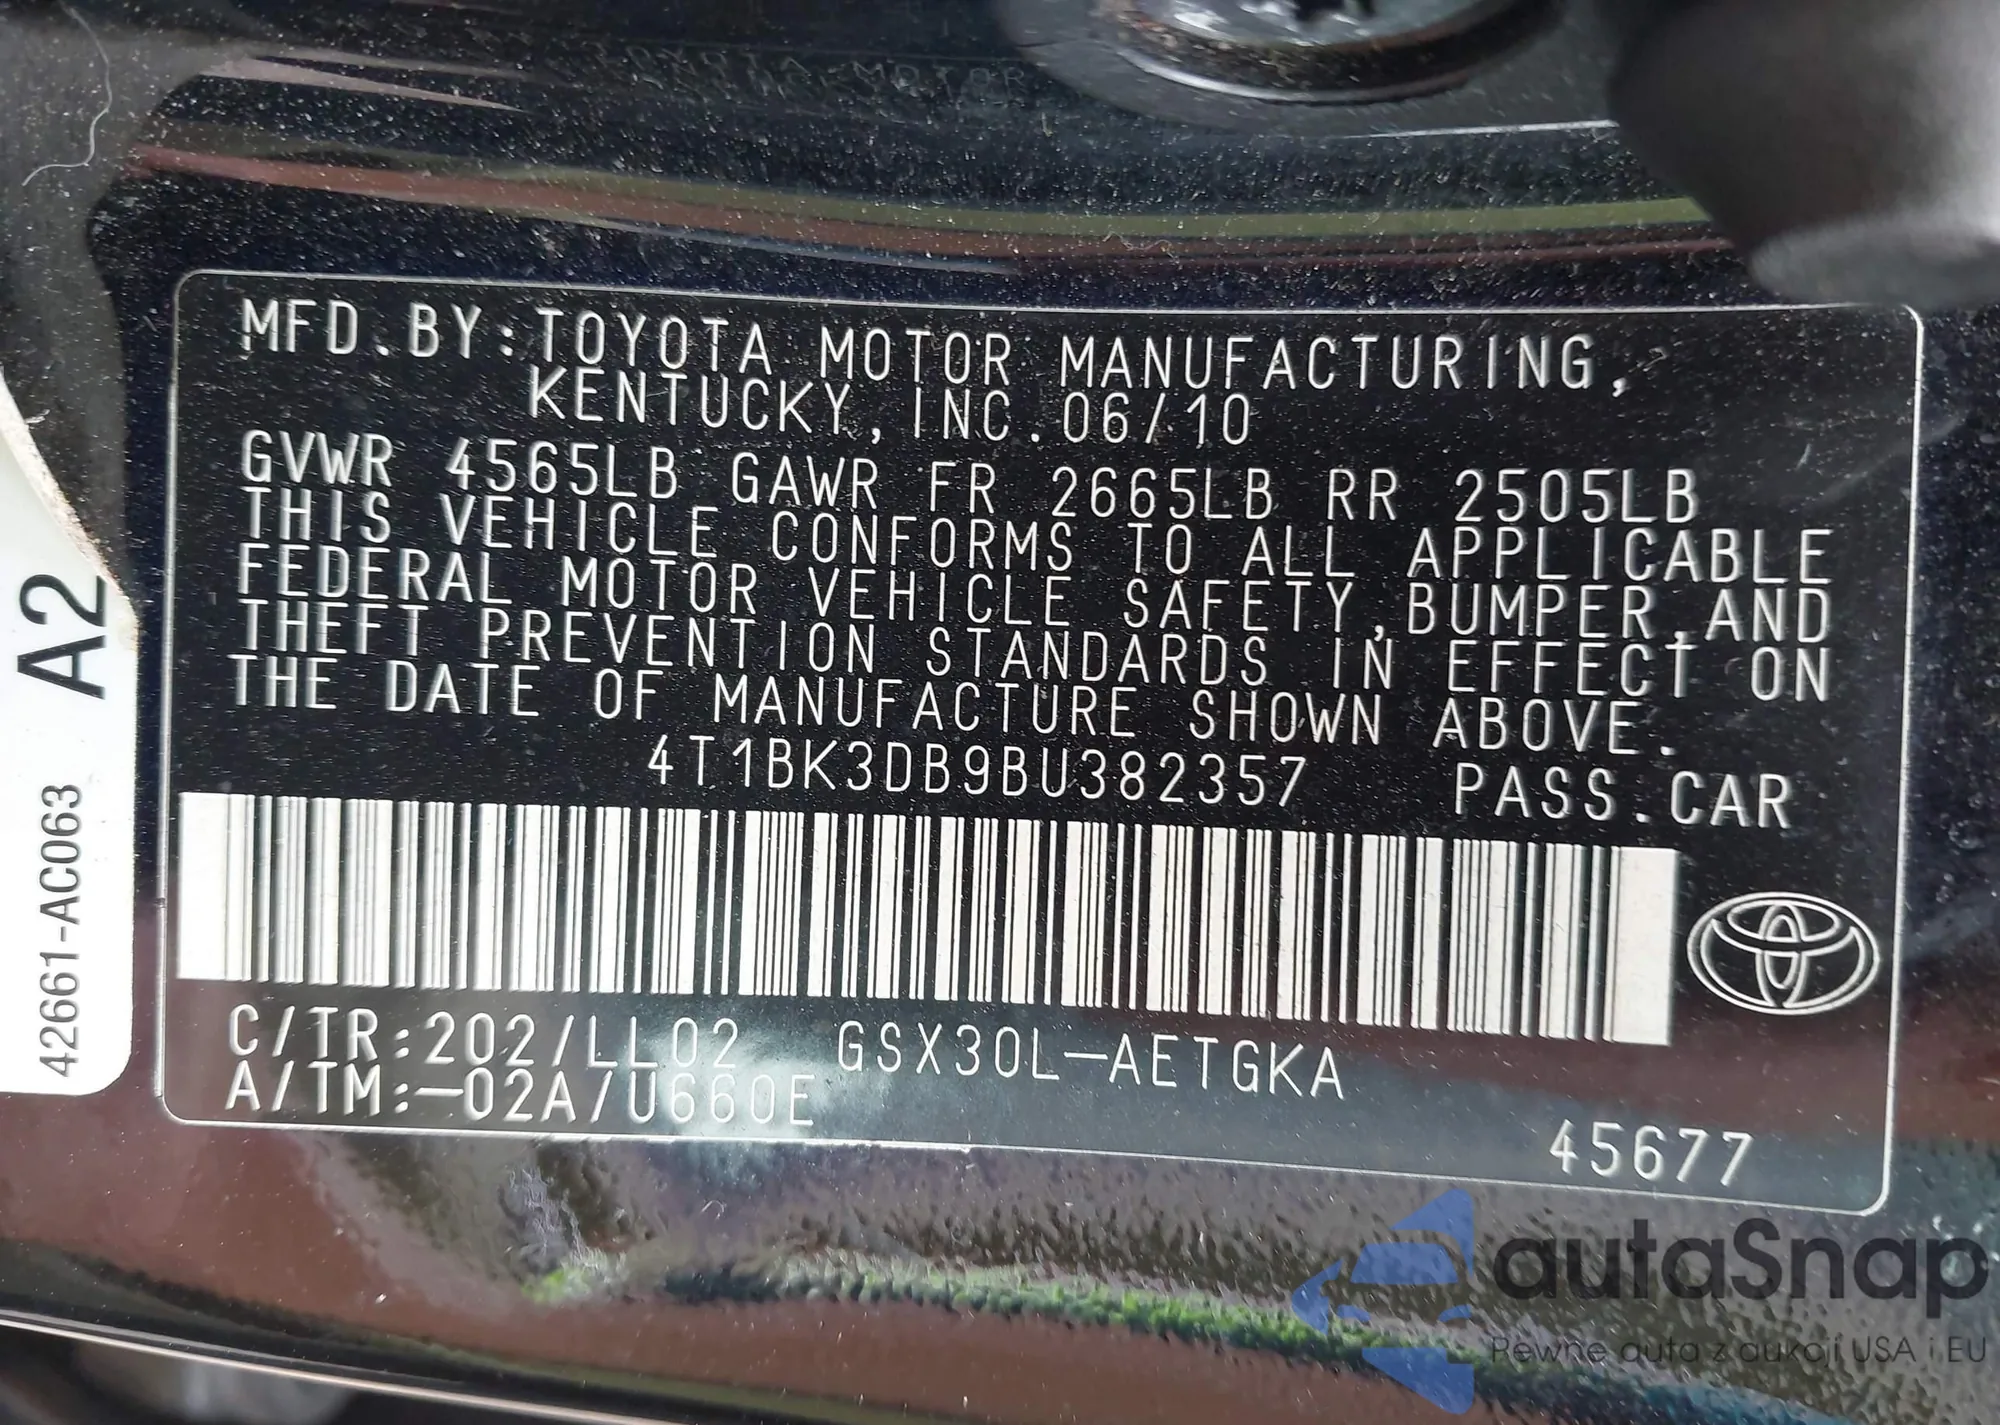 TOYOTA MOTOR
MFD.BY:TOYOTA MOTOR MANUFACTURING,
KENTUCKY,INC.06/10
GVWR 4565LB GAWR FR 2665LB RR 2505LB
THIS VEHICLE CONFORMS TO ALL APPLICABLE
FEDERAL MOTOR VEHICLE SAFETY,BUMPER,AND
THEFT PREVENTION STANDARDS IN EFFECT ON
THE DATE OF MANUFACTURE SHOWN ABOVE.
4T1BK3DB9BU382357 PASS.CAR
C/TR:202/LL02 GSX30L-AETGKA
A/TM:-02A/U660E
45677
A2
42661-AC063
autaSnap
Pewne auta z aukcji USA i EU